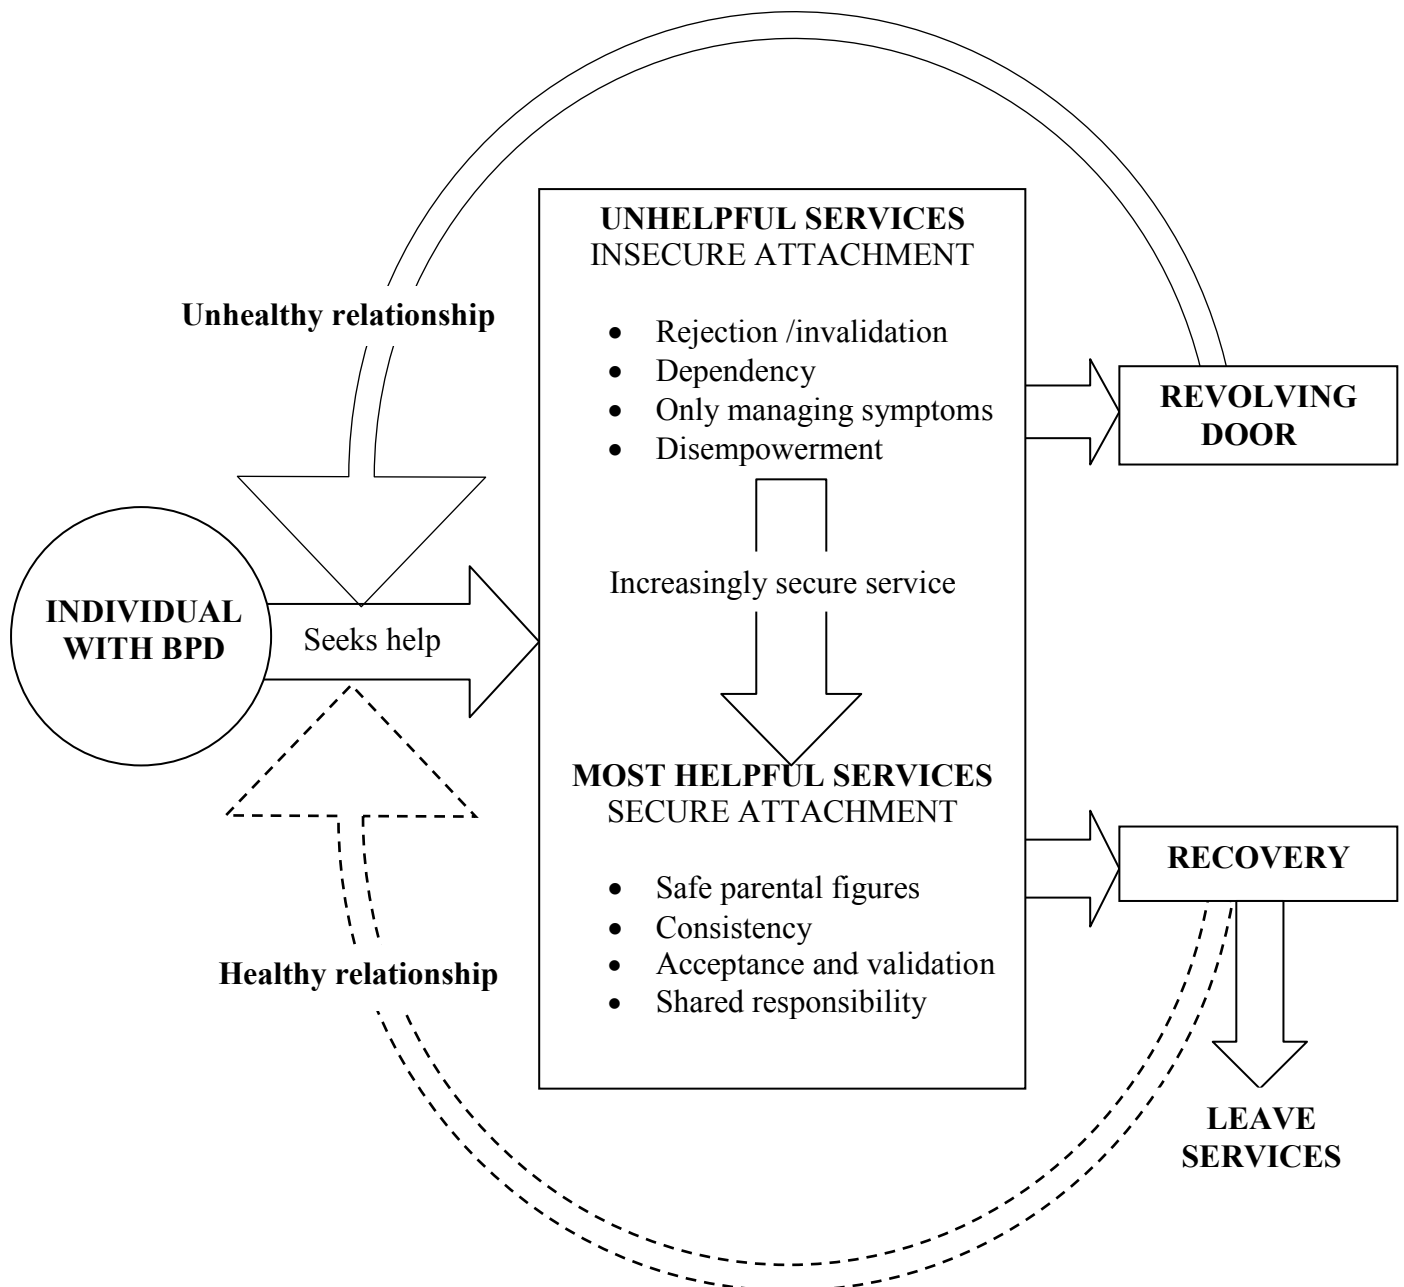 UNHELPFUL SERVICES
INSECURE ATTACHMENT
Unhealthy relationship
• Rejection /invalidation
• Dependency
• Only managing symptoms
• Disempowerment
REVOLVING
DOOR
Increasingly secure service
INDIVIDUAL
WITH BPD
Seeks help
MOST HELPFUL SERVICES
SECURE ATTACHMENT
RECOVERY
• Safe parental figures
• Consistency
• Acceptance and validation
• Shared responsibility
Healthy relationship
LEAVE
SERVICES